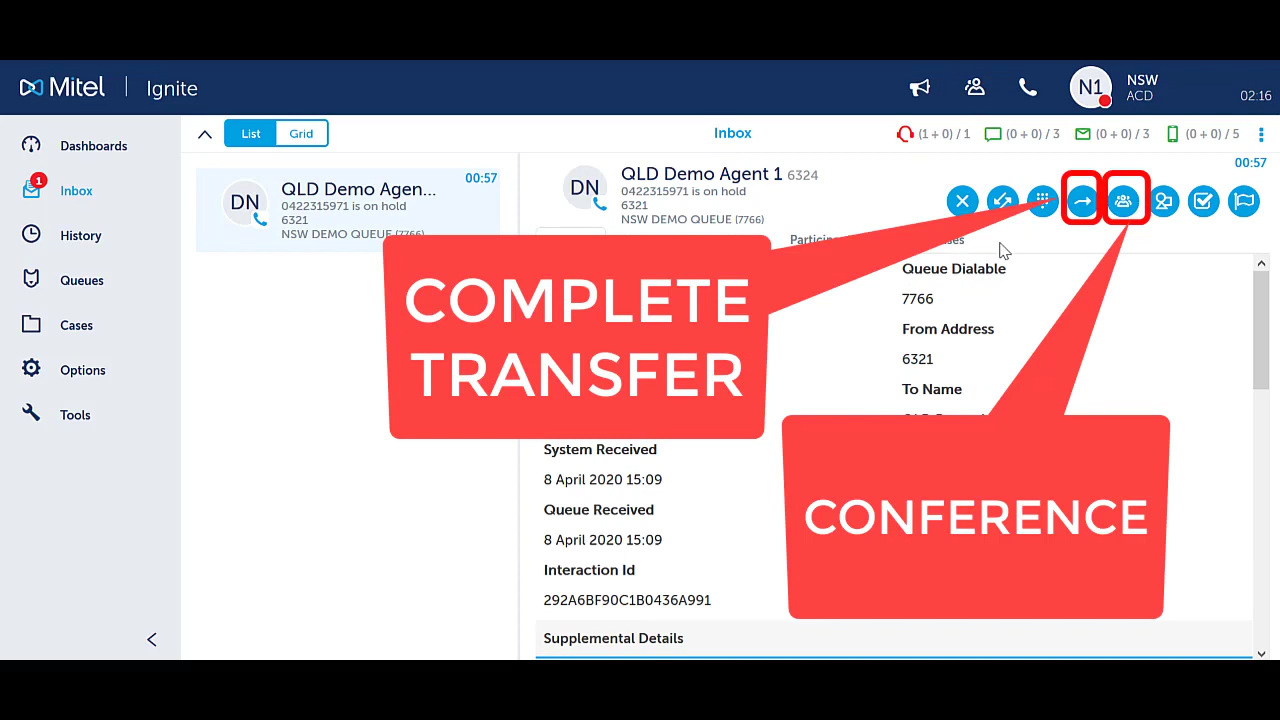 Mitel
Ignite
N1
NSW
ACD
02:16
Dashboards
1
Inbox
History
Queues
Cases
Options
Tools
List
Grid
Inbox
(1 + 0) / 1
(0 + 0) / 3
(0 + 0) / 3
(0 + 0) / 5
DN
QLD Demo Agen...
00:57
0422315971 is on hold
6321
NSW DEMO QUEUE (7766)
00:57
DN
QLD Demo Agent 1 6324
0422315971 is on hold
6321
NSW DEMO QUEUE (7766)
COMPLETE
TRANSFER
CONFERENCE
Queue Dialable
7766
From Address
6321
To Name
System Received
8 April 2020 15:09
Queue Received
8 April 2020 15:09
Interaction Id
292A6BF90C1B0436A991
Supplemental Details